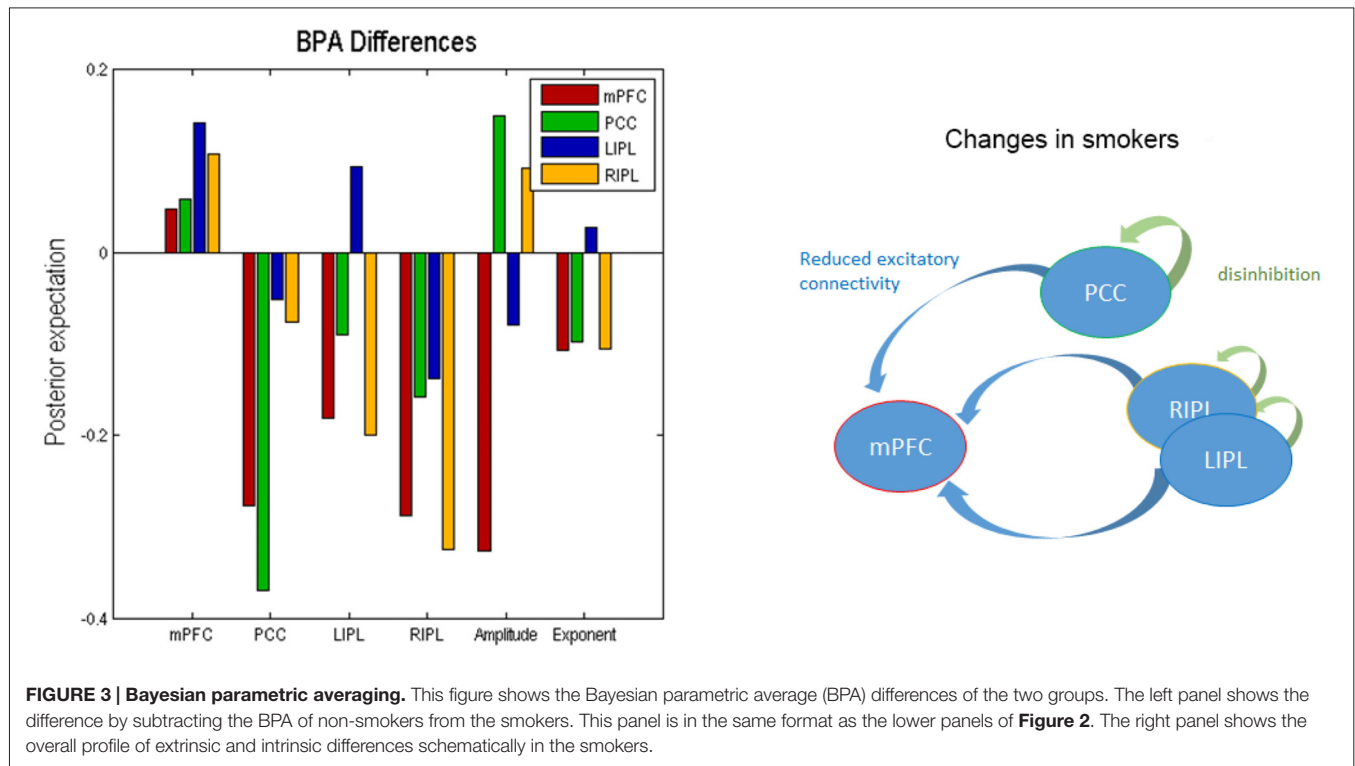 BPA Differences
0.2
0
-0.2
-0.4
Posterior expectation
mPFC
PCC
LIPL
RIPL
mPFC PCC LIPL RIPL Amplitude Exponent
Changes in smokers
Reduced excitatory
connectivity
PCC
disinhibition
RIPL
mPFC
LIPL
FIGURE 3 | Bayesian parametric averaging. This figure shows the Bayesian parametric average (BPA) differences of the two groups. The left panel shows the
difference by subtracting the BPA of non-smokers from the smokers. This panel is in the same format as the lower panels of Figure 2. The right panel shows the
overall profile of extrinsic and intrinsic differences schematically in the smokers.